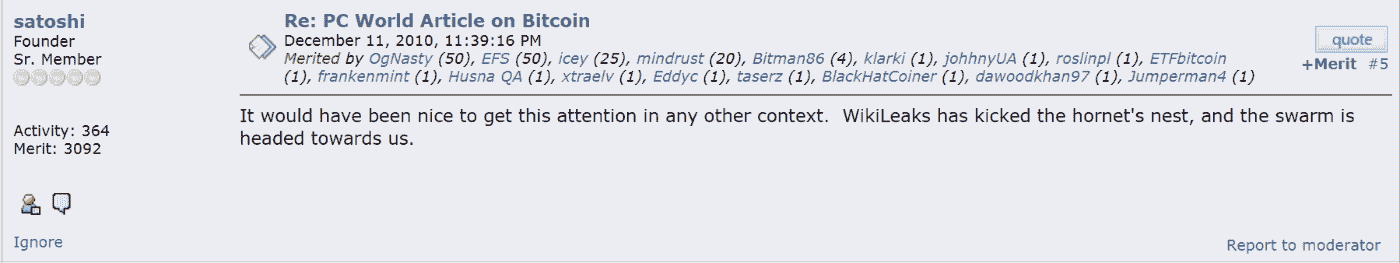 satoshi
Founder
Sr. Member
Activity: 364
Merit: 3092
Ignore
Re: PC World Article on Bitcoin
December 11, 2010, 11:39:16 PM
Merited by OgNasty (50), EFS (50), icey (25), mindrust (20), Bitman86 (4), klarki (1), johhnyUA (1), roslinpl (1), ETFbitcoin
(1), frankenmint (1), Husna QA (1), xtraelv (1), Eddyc (1), taserz (1), BlackHatCoiner (1), dawoodkhan97 (1), Jumperman4 (1)
quote
+Merit #5
It would have been nice to get this attention in any other context.  WikiLeaks has kicked the hornet's nest, and the swarm is
headed towards us.
Report to moderator